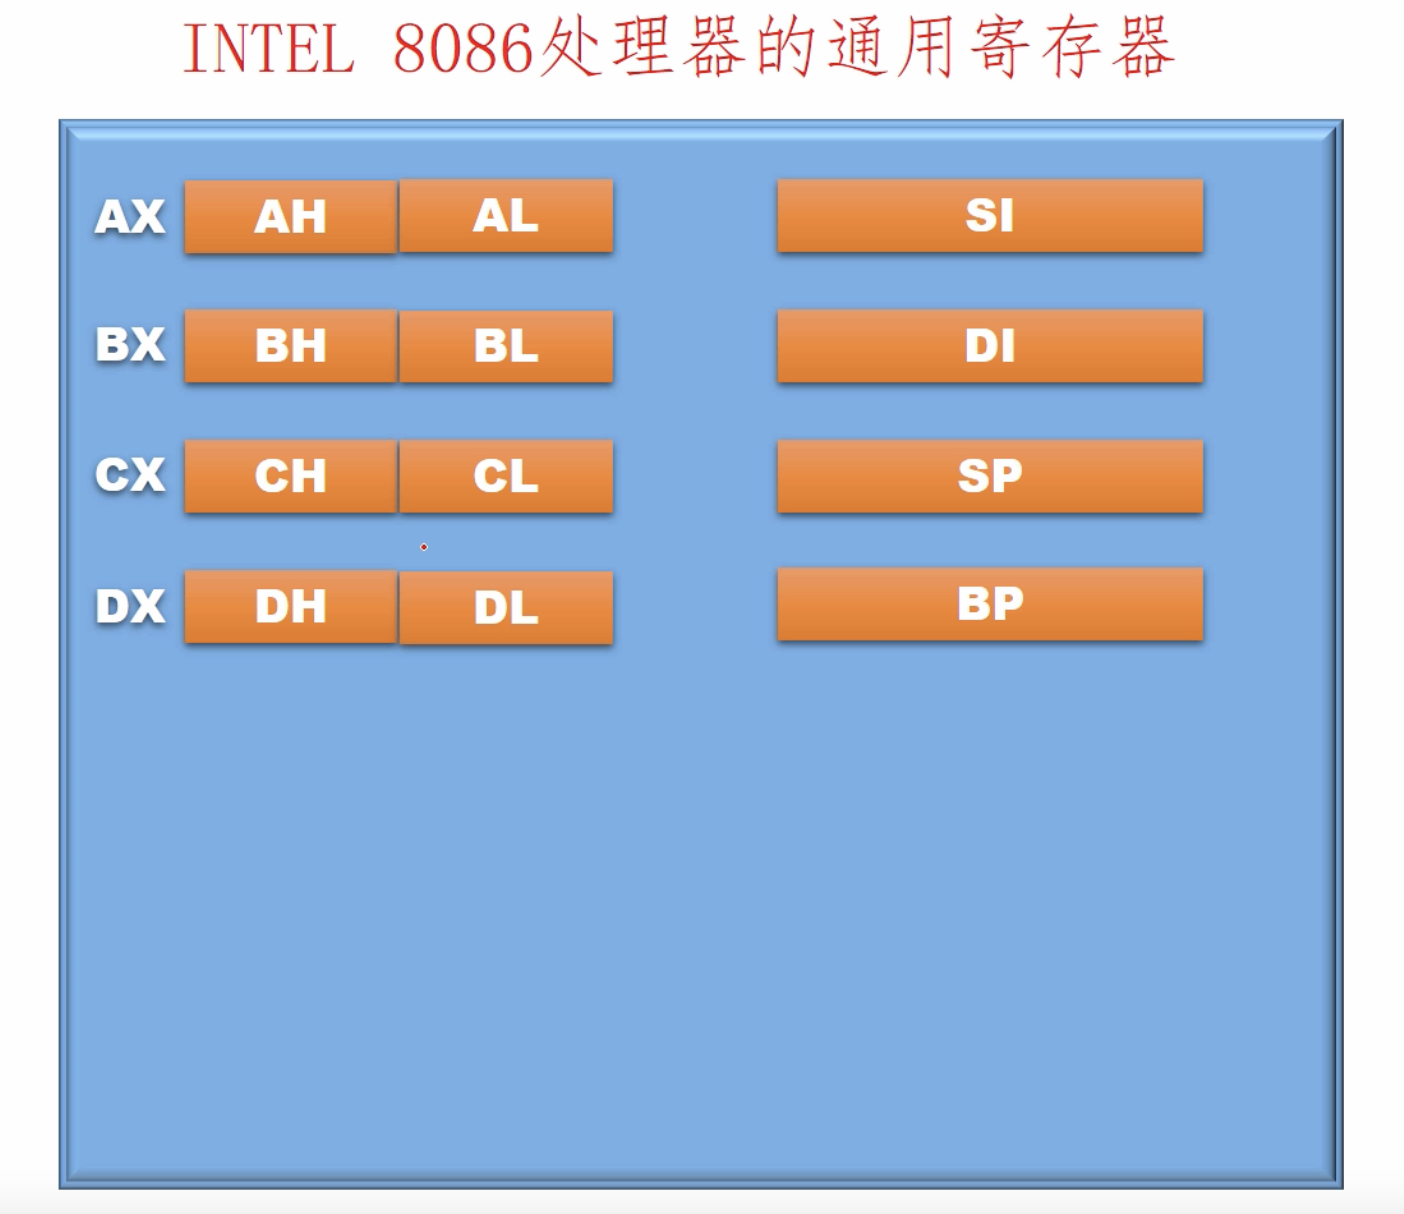 INTEL 8086处理器的通用寄存器
AX AH AL SI
BX BH BL DI
CX CH CL SP
DX DH DL BP